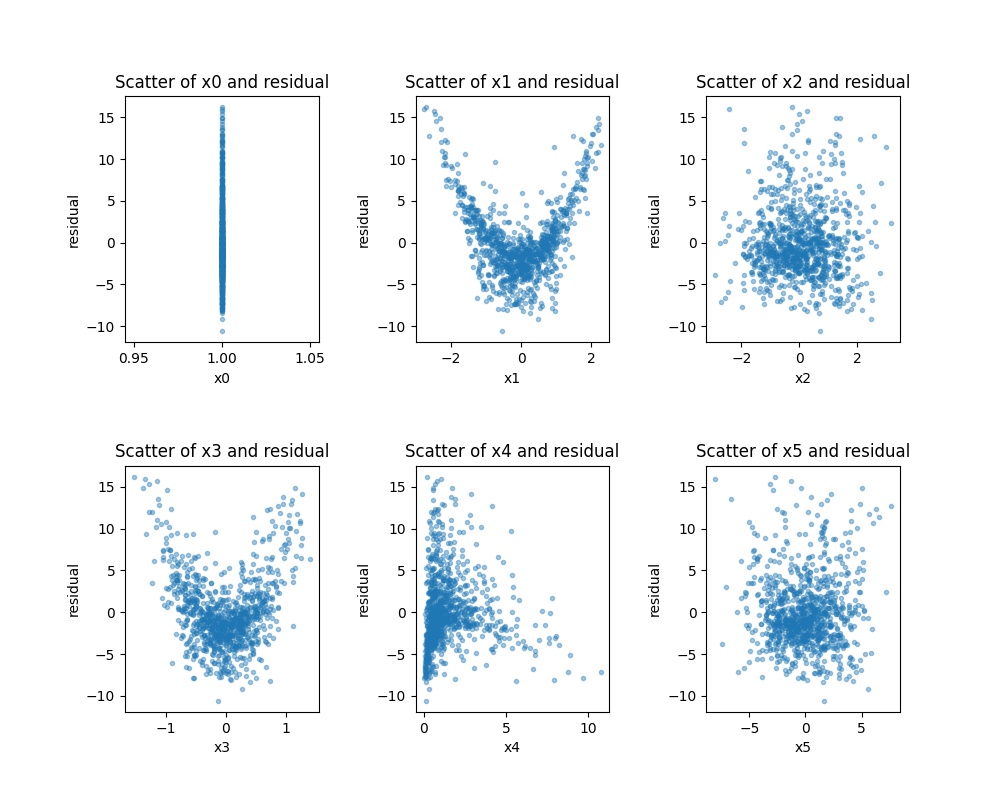 Scatter of x0 and residual
residual
15
10
5
0
−5
−10
0.95 1.00 1.05
x0
Scatter of x1 and residual
residual
15
10
5
0
−5
−10
−2 0 2
x1
Scatter of x2 and residual
residual
15
10
5
0
−5
−10
−2 0 2
x2
Scatter of x3 and residual
residual
15
10
5
0
−5
−10
−1 0 1
x3
Scatter of x4 and residual
residual
15
10
5
0
−5
−10
0 5 10
x4
Scatter of x5 and residual
residual
15
10
5
0
−5
−10
−5 0 5
x5